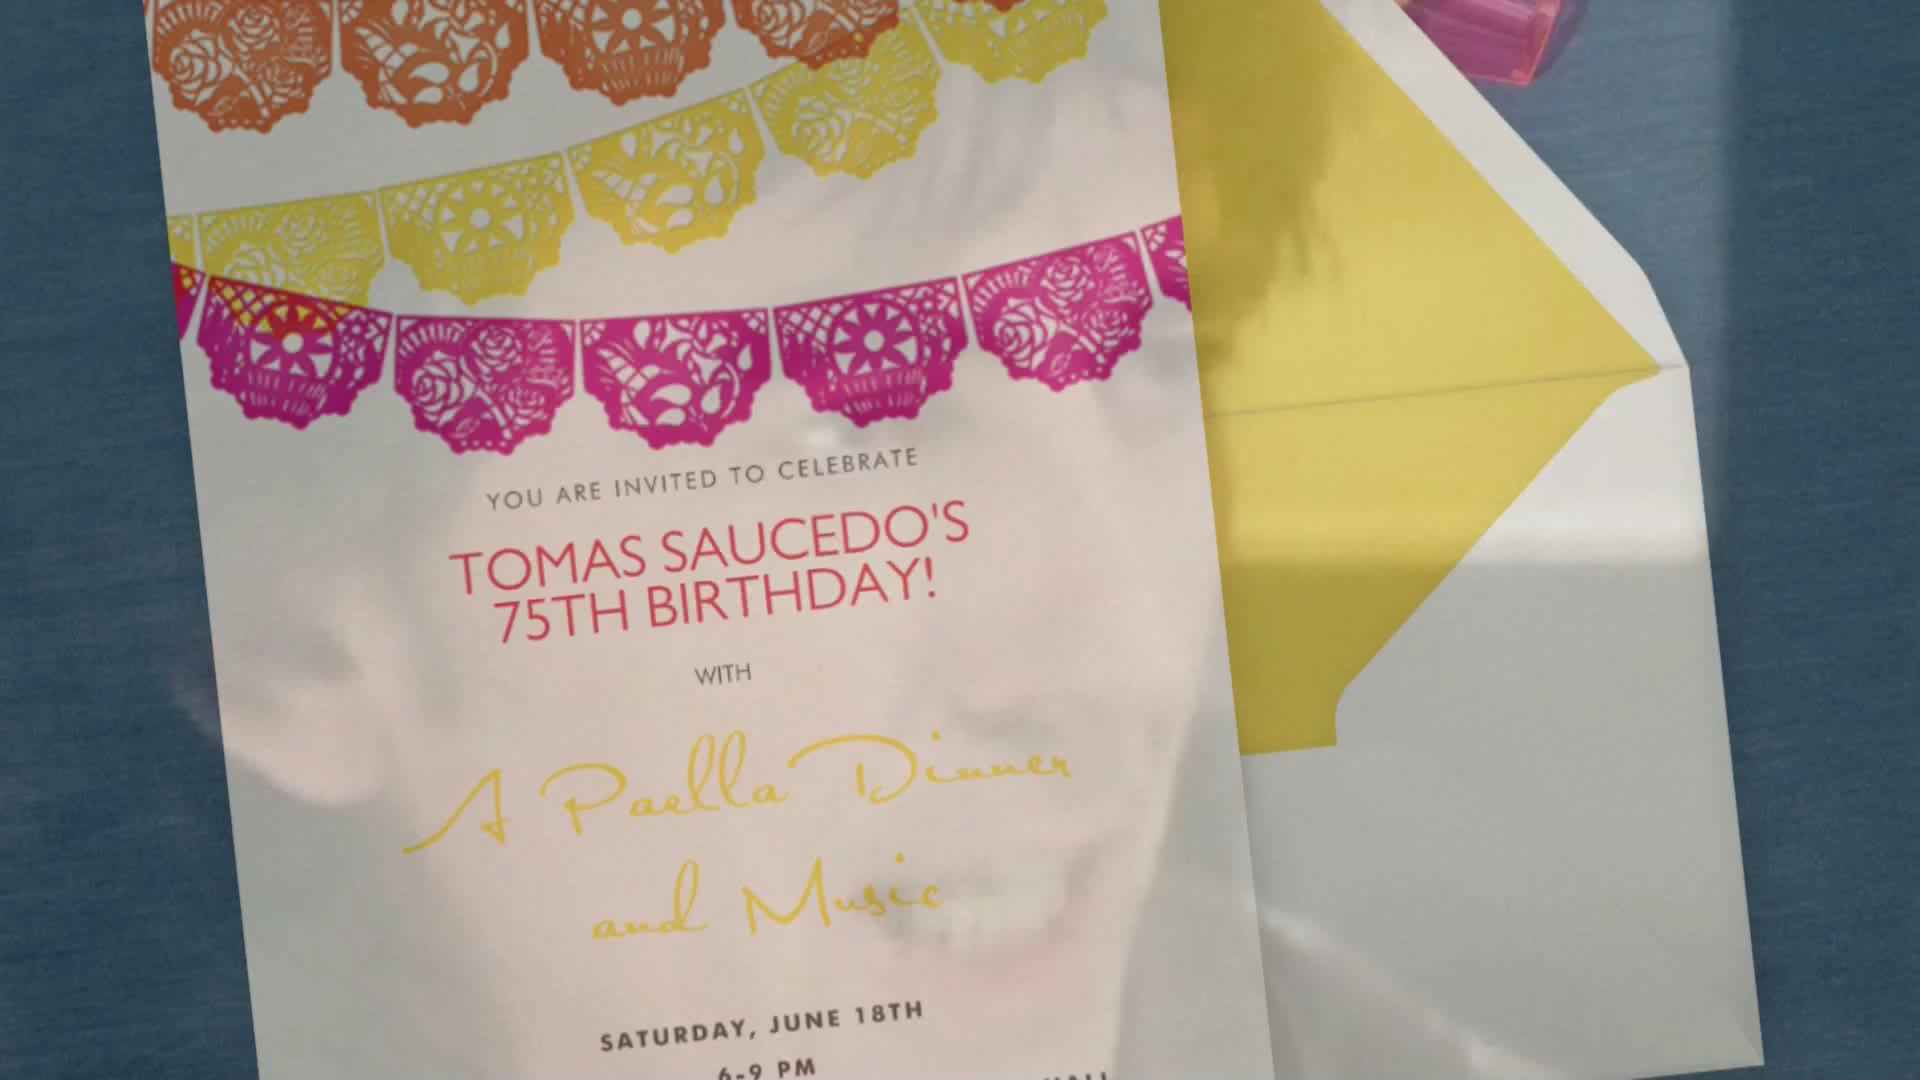 YOU ARE INVITED TO CELEBRATE
TOMAS SAUCEDO'S
75TH BIRTHDAY!
WITH
A Paella Dinner
and Music
SATURDAY, JUNE 18TH
6-9 PM